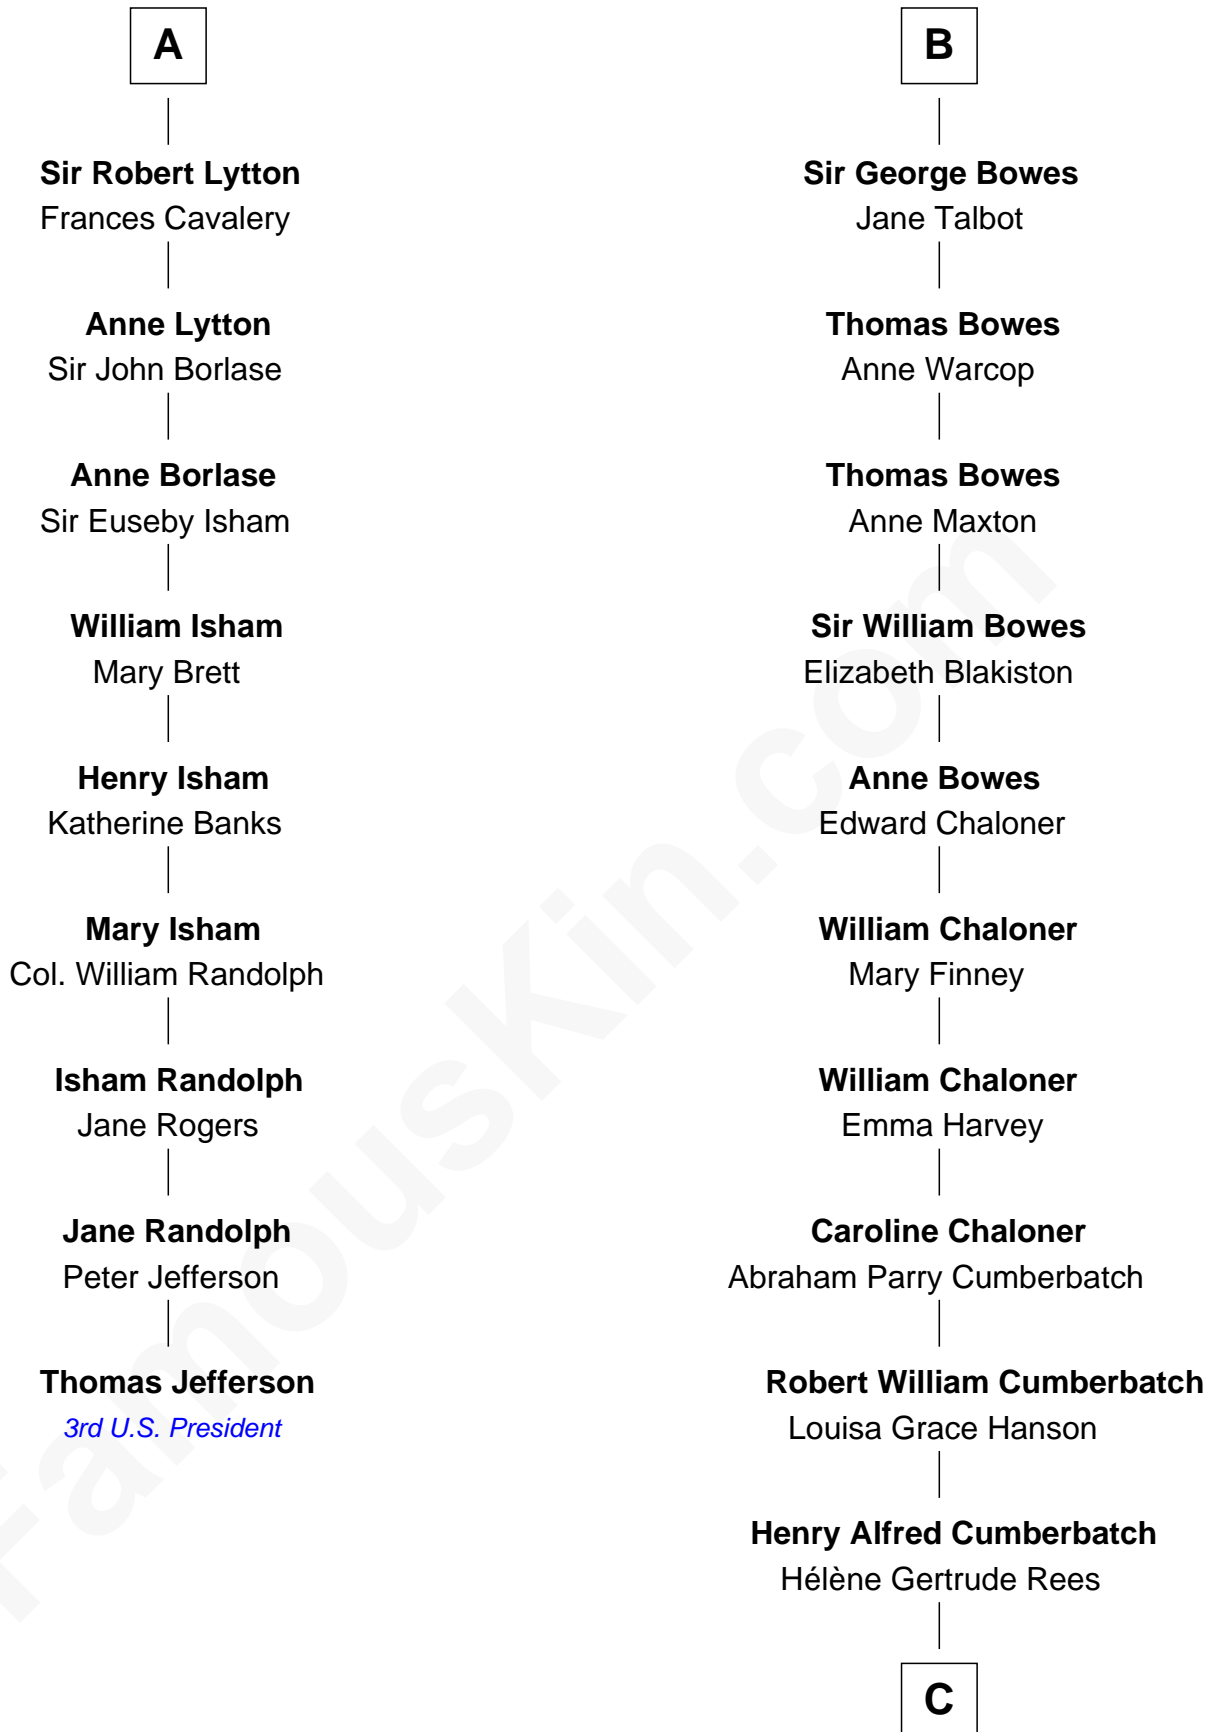 A
Sir Robert Lytton
Frances Cavalery
Anne Lytton
Sir John Borlase
Anne Borlase
Sir Euseby Isham
William Isham
Mary Brett
Henry Isham
Katherine Banks
Mary Isham
Col. William Randolph
Isham Randolph
Jane Rogers
Jane Randolph
Peter Jefferson
Thomas Jefferson
3rd U.S. President
B
Sir George Bowes
Jane Talbot
Thomas Bowes
Anne Warcop
Thomas Bowes
Anne Maxton
Sir William Bowes
Elizabeth Blakiston
Anne Bowes
Edward Chaloner
William Chaloner
Mary Finney
William Chaloner
Emma Harvey
Caroline Chaloner
Abraham Parry Cumberbatch
Robert William Cumberbatch
Louisa Grace Hanson
Henry Alfred Cumberbatch
Hélène Gertrude Rees
C
FamousKin.com